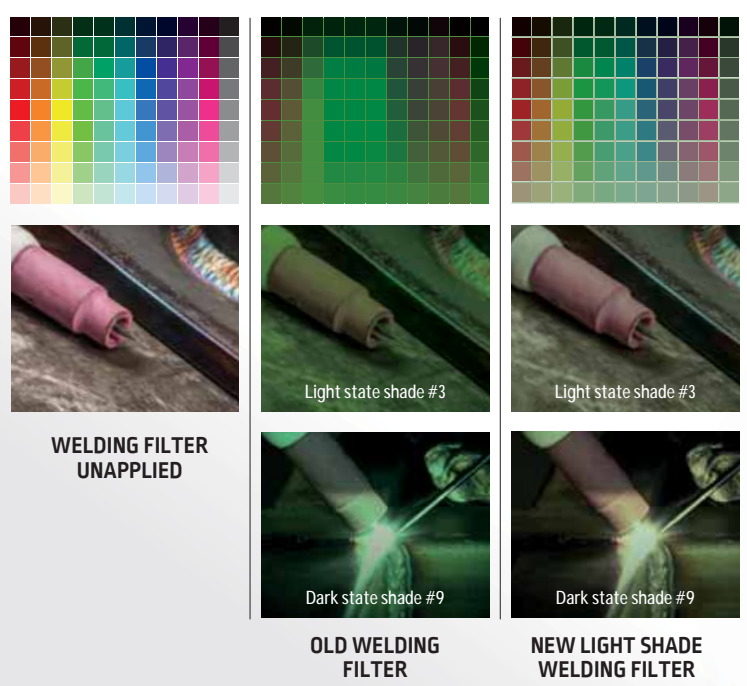 Light state shade #3
Light state shade #3
WELDING FILTER
UNAPPLIED
Dark state shade #9
Dark state shade #9
OLD WELDING
FILTER
NEW LIGHT SHADE
WELDING FILTER